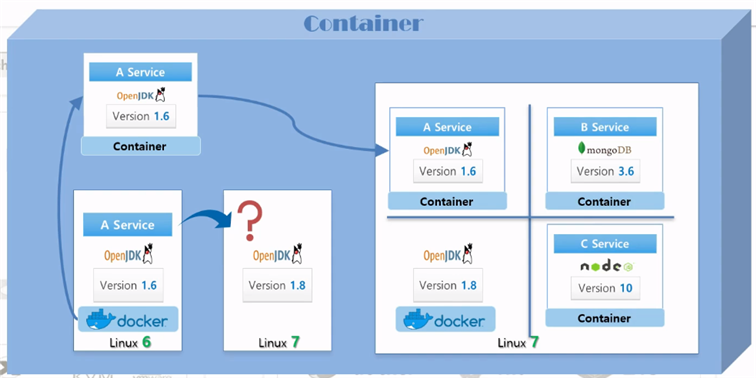 Container
A Service
OpenJDK
Version 1.6
Container
A Service
OpenJDK
Version 1.6
docker
Linux 6
?
OpenJDK
Version 1.8
Linux 7
A Service
OpenJDK
Version 1.6
Container
B Service
mongoDB
Version 3.6
Container
OpenJDK
Version 1.8
docker
C Service
node
Version 10
Container
Linux 7